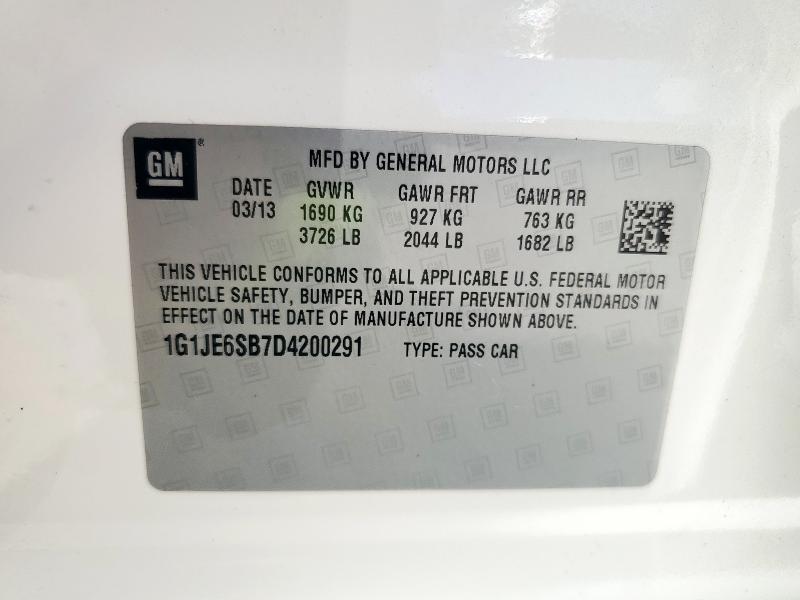 GM®
MFD BY GENERAL MOTORS LLC
DATE GVWR GAWR FRT GAWR RR
03/13 1690 KG 927 KG 763 KG
3726 LB 2044 LB 1682 LB
THIS VEHICLE CONFORMS TO ALL APPLICABLE U.S. FEDERAL MOTOR
VEHICLE SAFETY, BUMPER, AND THEFT PREVENTION STANDARDS IN
EFFECT ON THE DATE OF MANUFACTURE SHOWN ABOVE.
1G1JE6SB7D4200291 TYPE: PASS CAR